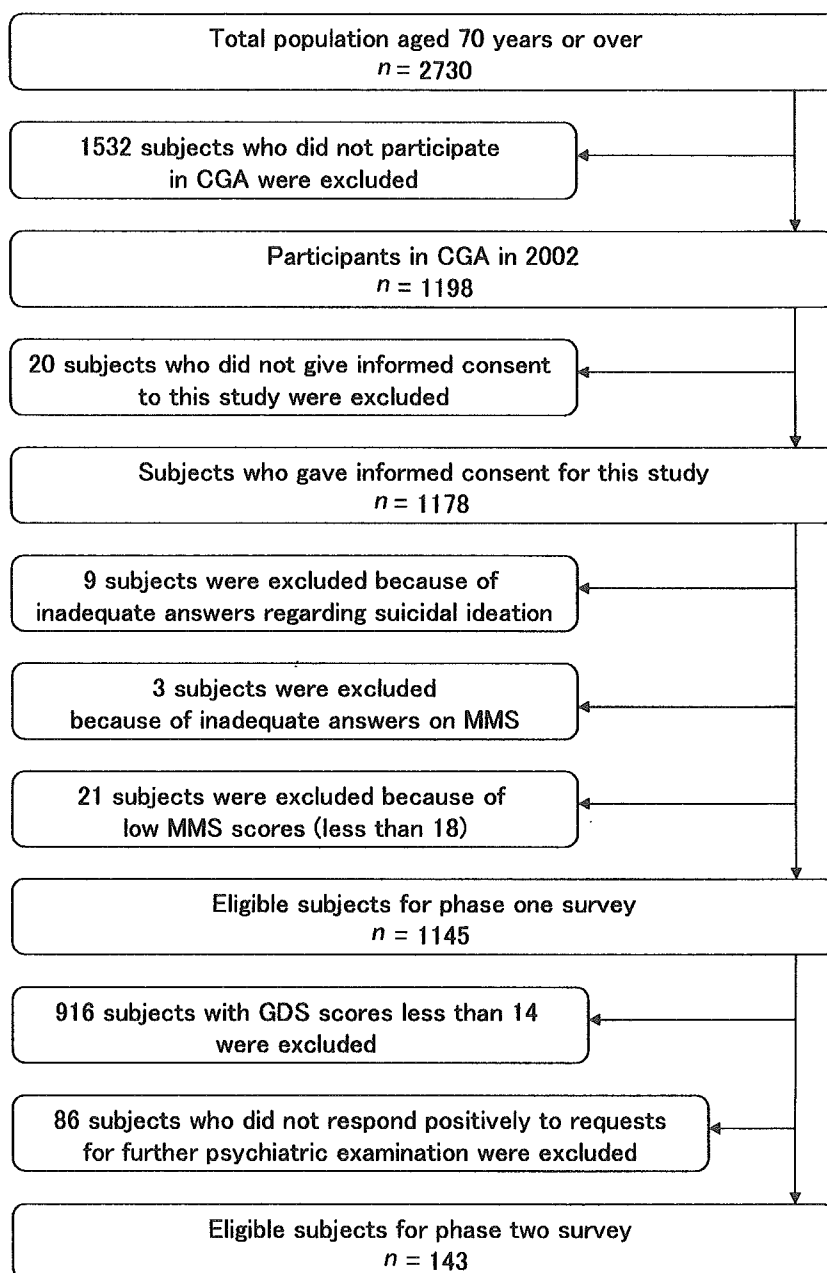 Total population aged 70 years or over
n = 2730
1532 subjects who did not participate
in CGA were excluded
Participants in CGA in 2002
n = 1198
20 subjects who did not give informed consent
to this study were excluded
Subjects who gave informed consent for this study
n = 1178
9 subjects were excluded because of
inadequate answers regarding suicidal ideation
3 subjects were excluded
because of inadequate answers on MMS
21 subjects were excluded because of
low MMS scores (less than 18)
Eligible subjects for phase one survey
n = 1145
916 subjects with GDS scores less than 14
were excluded
86 subjects who did not respond positively to requests
for further psychiatric examination were excluded
Eligible subjects for phase two survey
n = 143